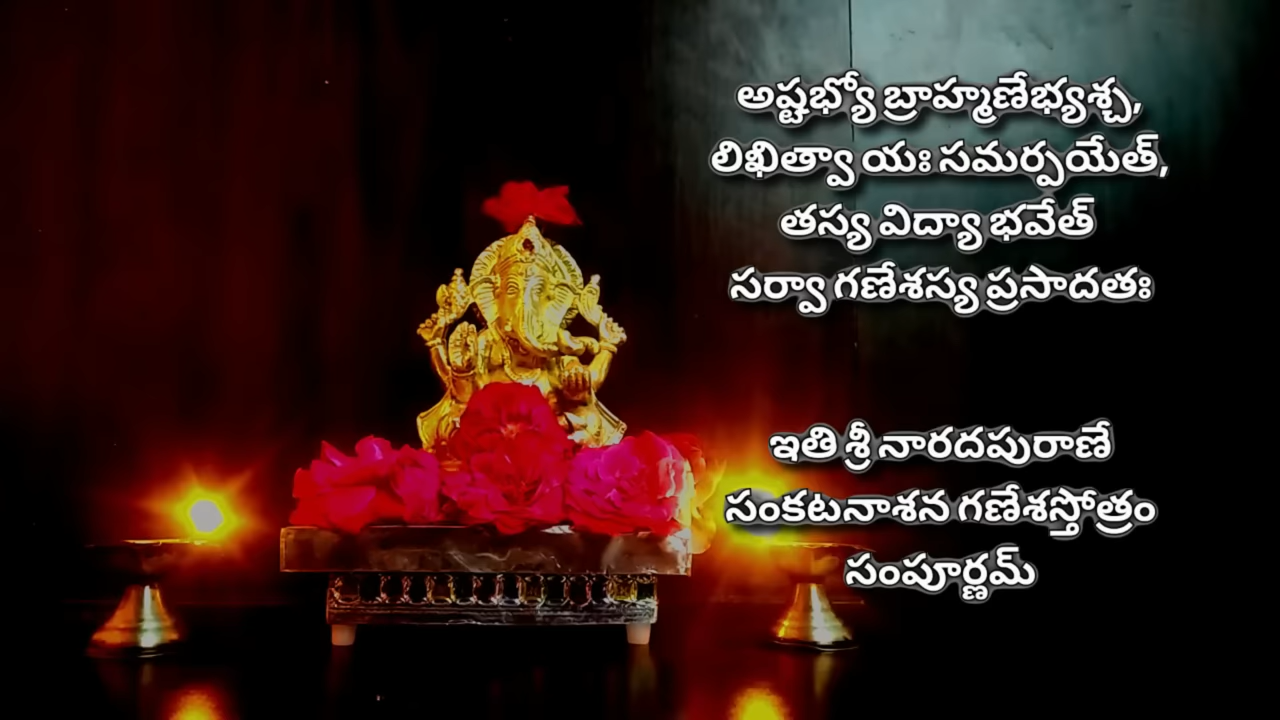 అష్టభ్యో బ్రాహ్మణేభ్యశ్చ,
లిఖిత్వా యః సమర్పయేత్,
తస్య విద్యా భవేత్
సర్వా గణేశస్య ప్రసాదతః
ఇతి శ్రీ నారదపురాణే
సంకటనాశన గణేశస్తోత్రం
సంపూర్ణమ్